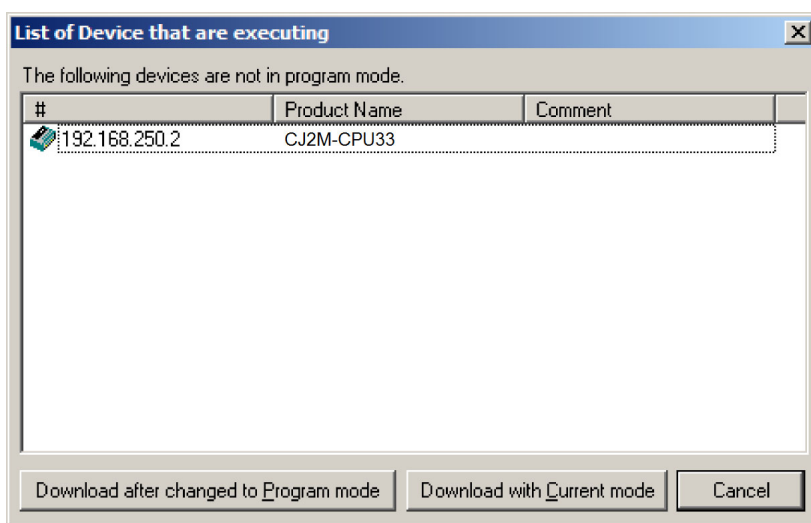 List of Device that are executing
The following devices are not in program mode.
# Product Name Comment
192.168.250.2 CJ2M-CPU33
Download after changed to Program mode Download with Current mode Cancel